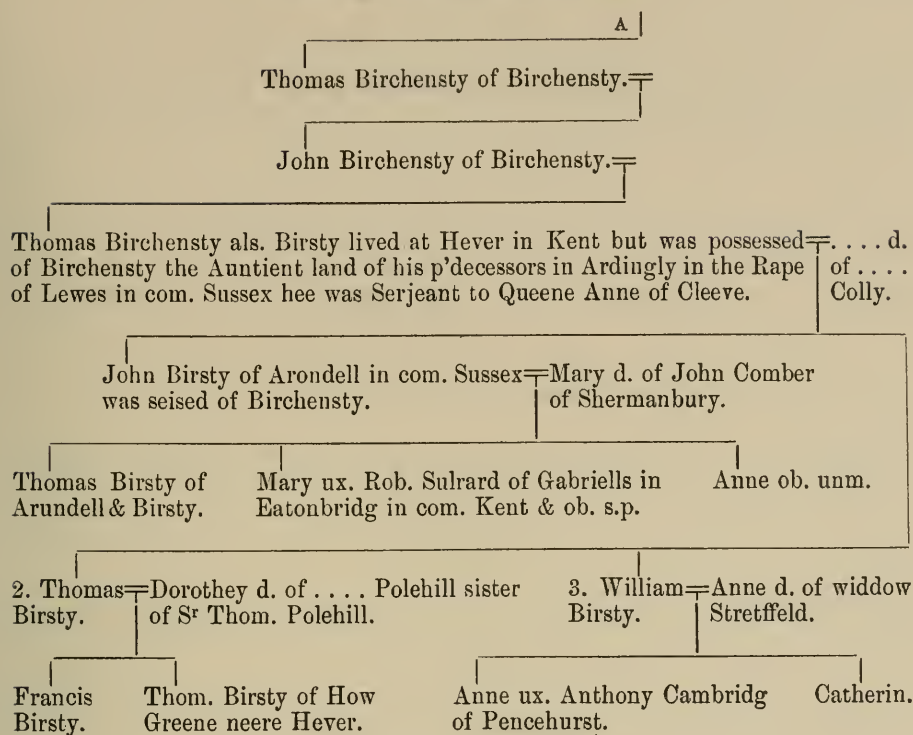 A
Thomas Birchensty of Birchensty.
John Birchensty of Birchensty.
Thomas Birchensty als. Birsty lived at Hever in Kent but was possessed
of Birchensty the Auntient land of his p'decessors in Ardingly in the Rape
of Lewes in com. Sussex hee was Serjeant to Queene Anne of Cleeve.
. . . . d.
of . . . .
Colly.
John Birsty of Arondell in com. Sussex
was seised of Birchensty.
Mary d. of John Comber
of Shermanbury.
Thomas Birsty of
Arundell & Birsty.
Mary ux. Rob. Sulrard of Gabriells in
Eatonbridg in com. Kent & ob. s.p.
Anne ob. unm.
2. Thomas
Birsty.
Dorothey d. of . . . . Polehill sister
of Sr Thom. Polehill.
3. William
Birsty.
Anne d. of widdow
Stretffeld.
Francis
Birsty.
Thom. Birsty of How
Greene neere Hever.
Anne ux. Anthony Cambridg
of Pencehurst.
Catherin.